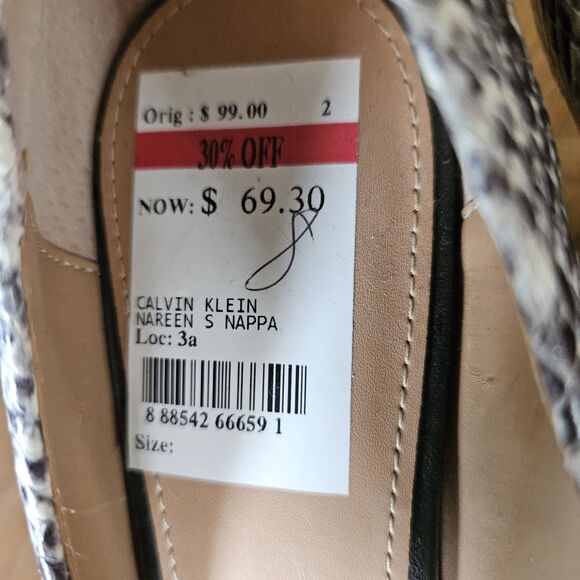 Orig : $ 99.00 2
30% OFF
NOW: $ 69.30
CALVIN KLEIN
NAREEN S NAPPA
Loc: 3a
8 88542 66659 1
Size: